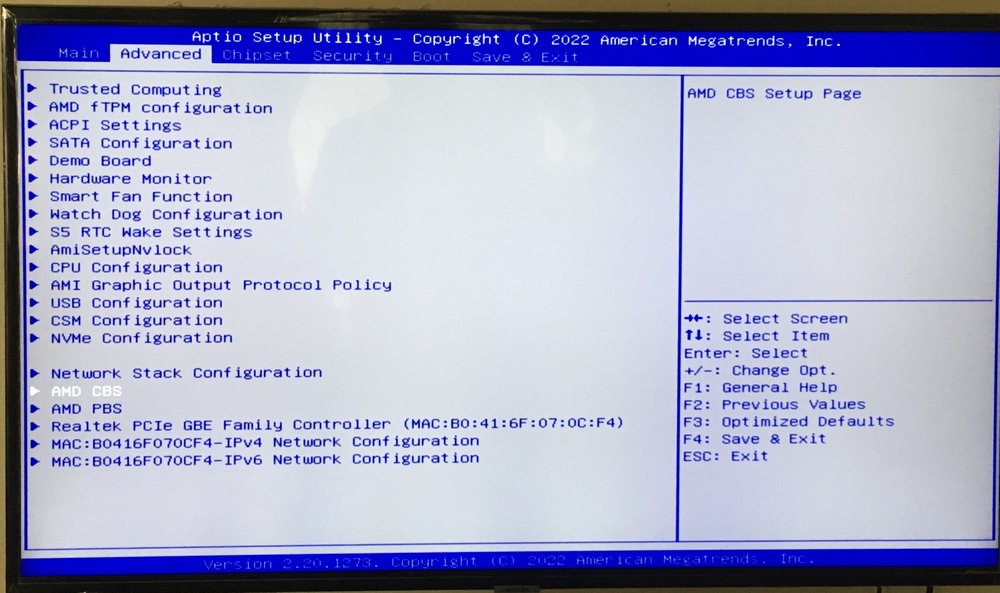 Aptio Setup Utility – Copyright (C) 2022 American Megatrends, Inc.
Main Advanced Chipset Security Boot Save & Exit
Trusted Computing
AMD fTPM configuration
ACPI Settings
SATA Configuration
Demo Board
Hardware Monitor
Smart Fan Function
Watch Dog Configuration
S5 RTC Wake Settings
AmiSetupNvlock
CPU Configuration
AMI Graphic Output Protocol Policy
USB Configuration
CSM Configuration
NVMe Configuration
Network Stack Configuration
AMD CBS
AMD PBS
Realtek PCIe GBE Family Controller (MAC:B0:41:6F:07:0C:F4)
MAC:B0416F070CF4-IPv4 Network Configuration
MAC:B0416F070CF4-IPv6 Network Configuration
AMD CBS Setup Page
→←: Select Screen
↑↓: Select Item
Enter: Select
+/-: Change Opt.
F1: General Help
F2: Previous Values
F3: Optimized Defaults
F4: Save & Exit
ESC: Exit
Version 2.20.1273. Copyright (C) 2022 American Megatrends, Inc.